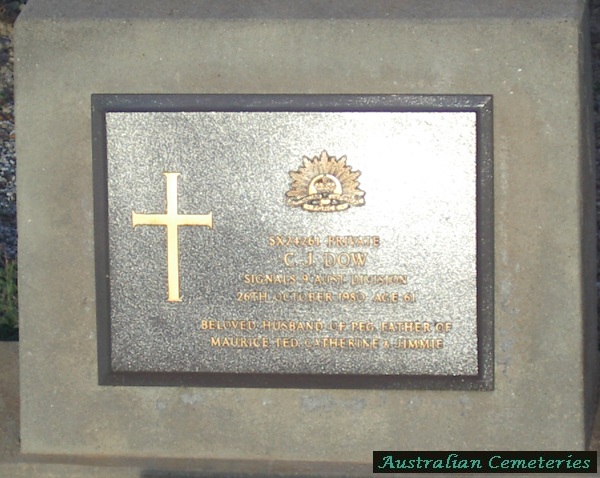 SX24261 PRIVATE
C. J. DOW
SIGNALS 9 AUST. DIVISION
26TH OCTOBER 1980 AGE 61
BELOVED HUSBAND OF PEG. FATHER OF
MAURICE TED CATHERINE & JIMMIE
Australian Cemeteries